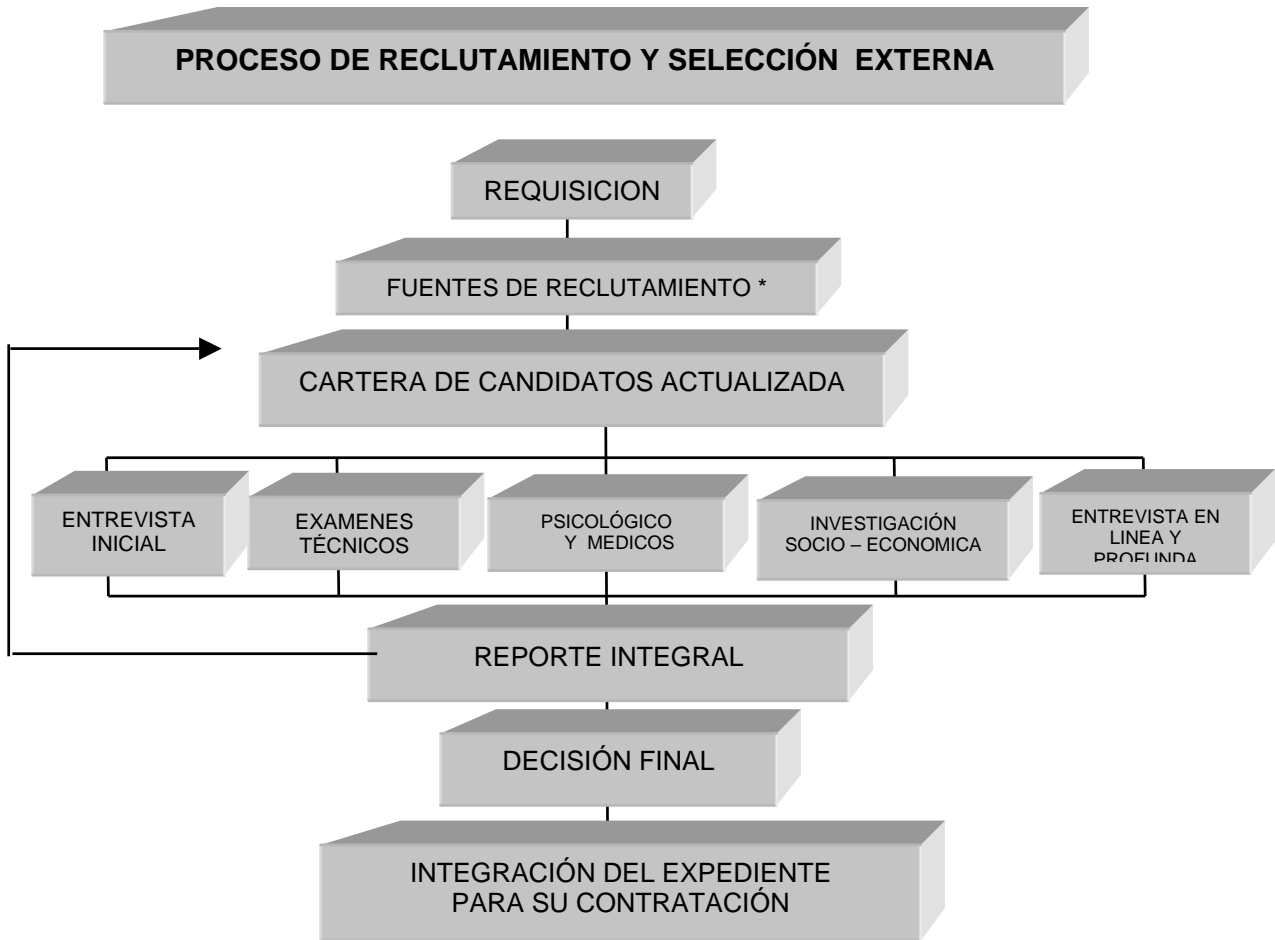 PROCESO DE RECLUTAMIENTO Y SELECCIÓN EXTERNA
REQUISICION
FUENTES DE RECLUTAMIENTO *
CARTERA DE CANDIDATOS ACTUALIZADA
ENTREVISTA
INICIAL
EXAMENES
TÉCNICOS
PSICOLÓGICO
Y MEDICOS
INVESTIGACIÓN
SOCIO – ECONOMICA
ENTREVISTA EN
LINEA Y
PROFUNDA
REPORTE INTEGRAL
DECISIÓN FINAL
INTEGRACIÓN DEL EXPEDIENTE
PARA SU CONTRATACIÓN